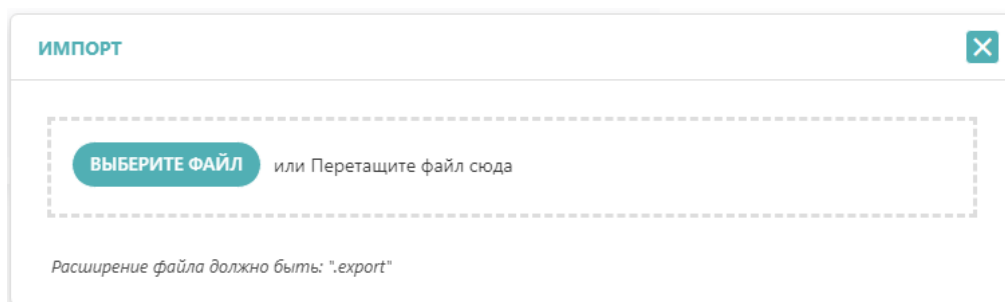 ИМПОРТ
ВЫБЕРИТЕ ФАЙЛ или Перетащите файл сюда
Расширение файла должно быть: ".export"